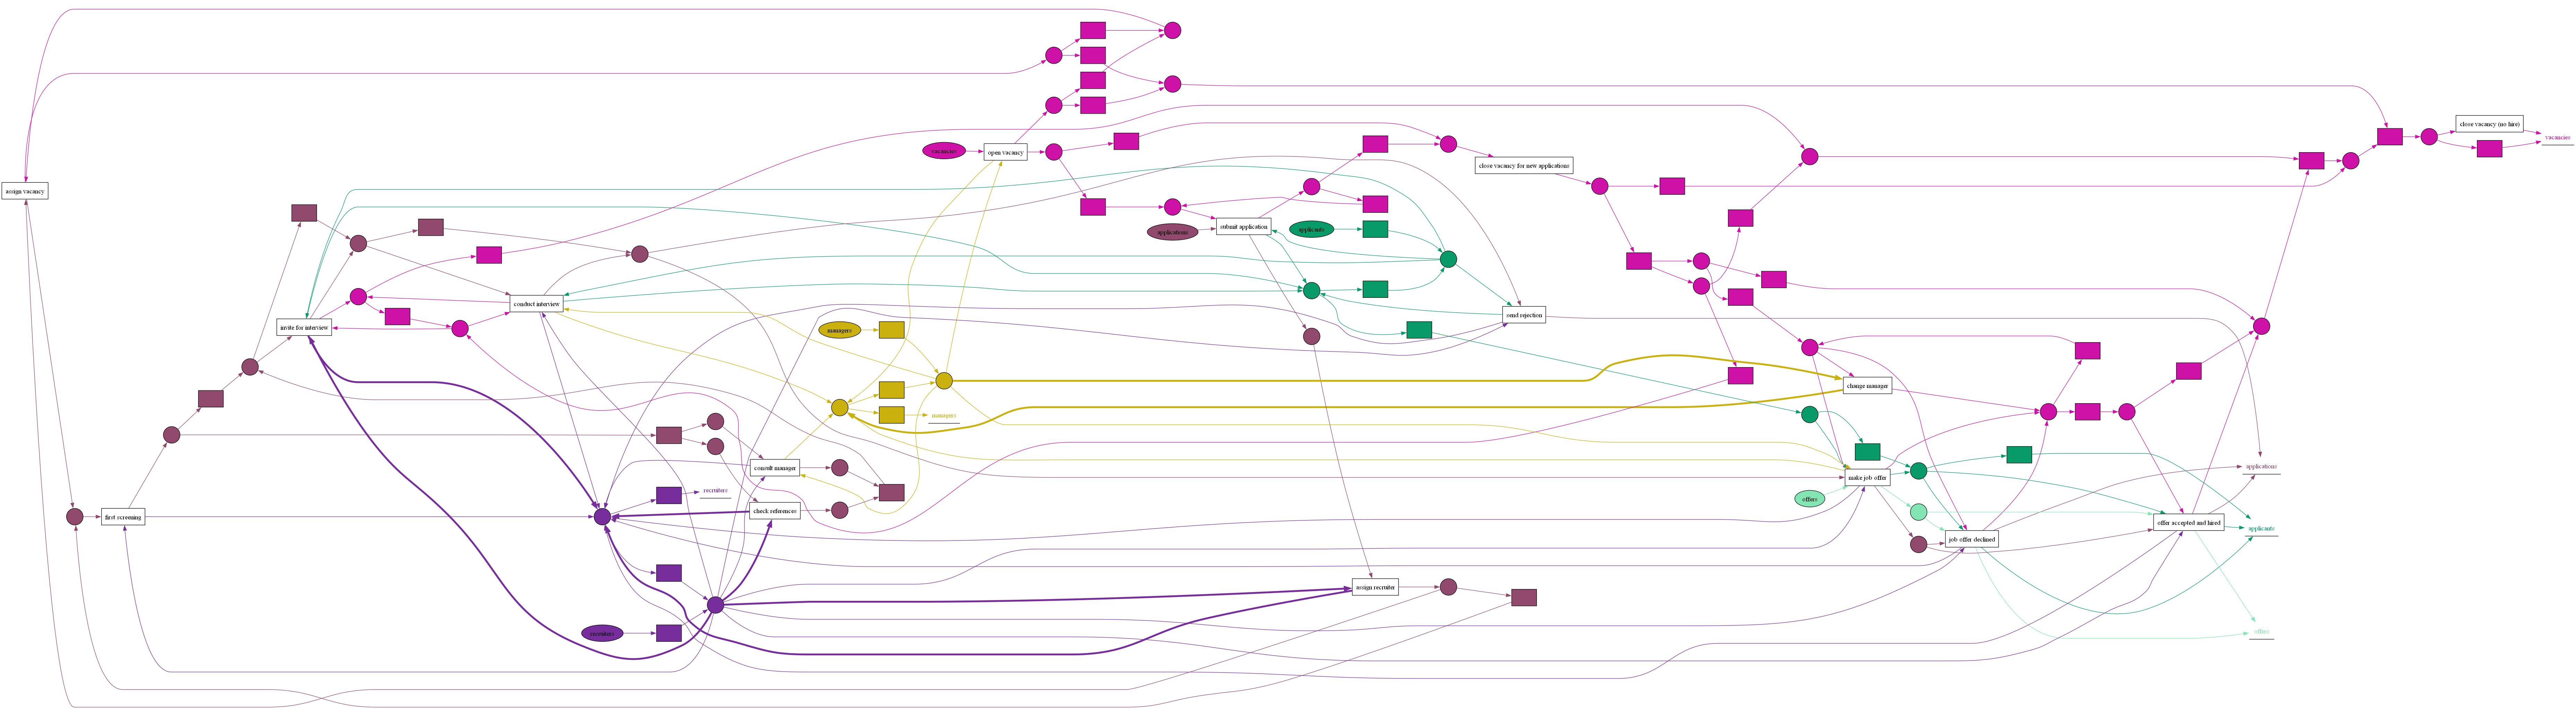 close vacancy (no hire)
vacancies
vacancies
open vacancy
close vacancy for new applications
assign vacancy
submit application
applicants
applications
conduct interview
send rejection
invite for interview
managers
change manager
managers
consult manager
applications
make job offer
recruiters
offers
check references
first screening
offer accepted and hired
applicants
job offer declined
assign recruiter
recruiters
offers